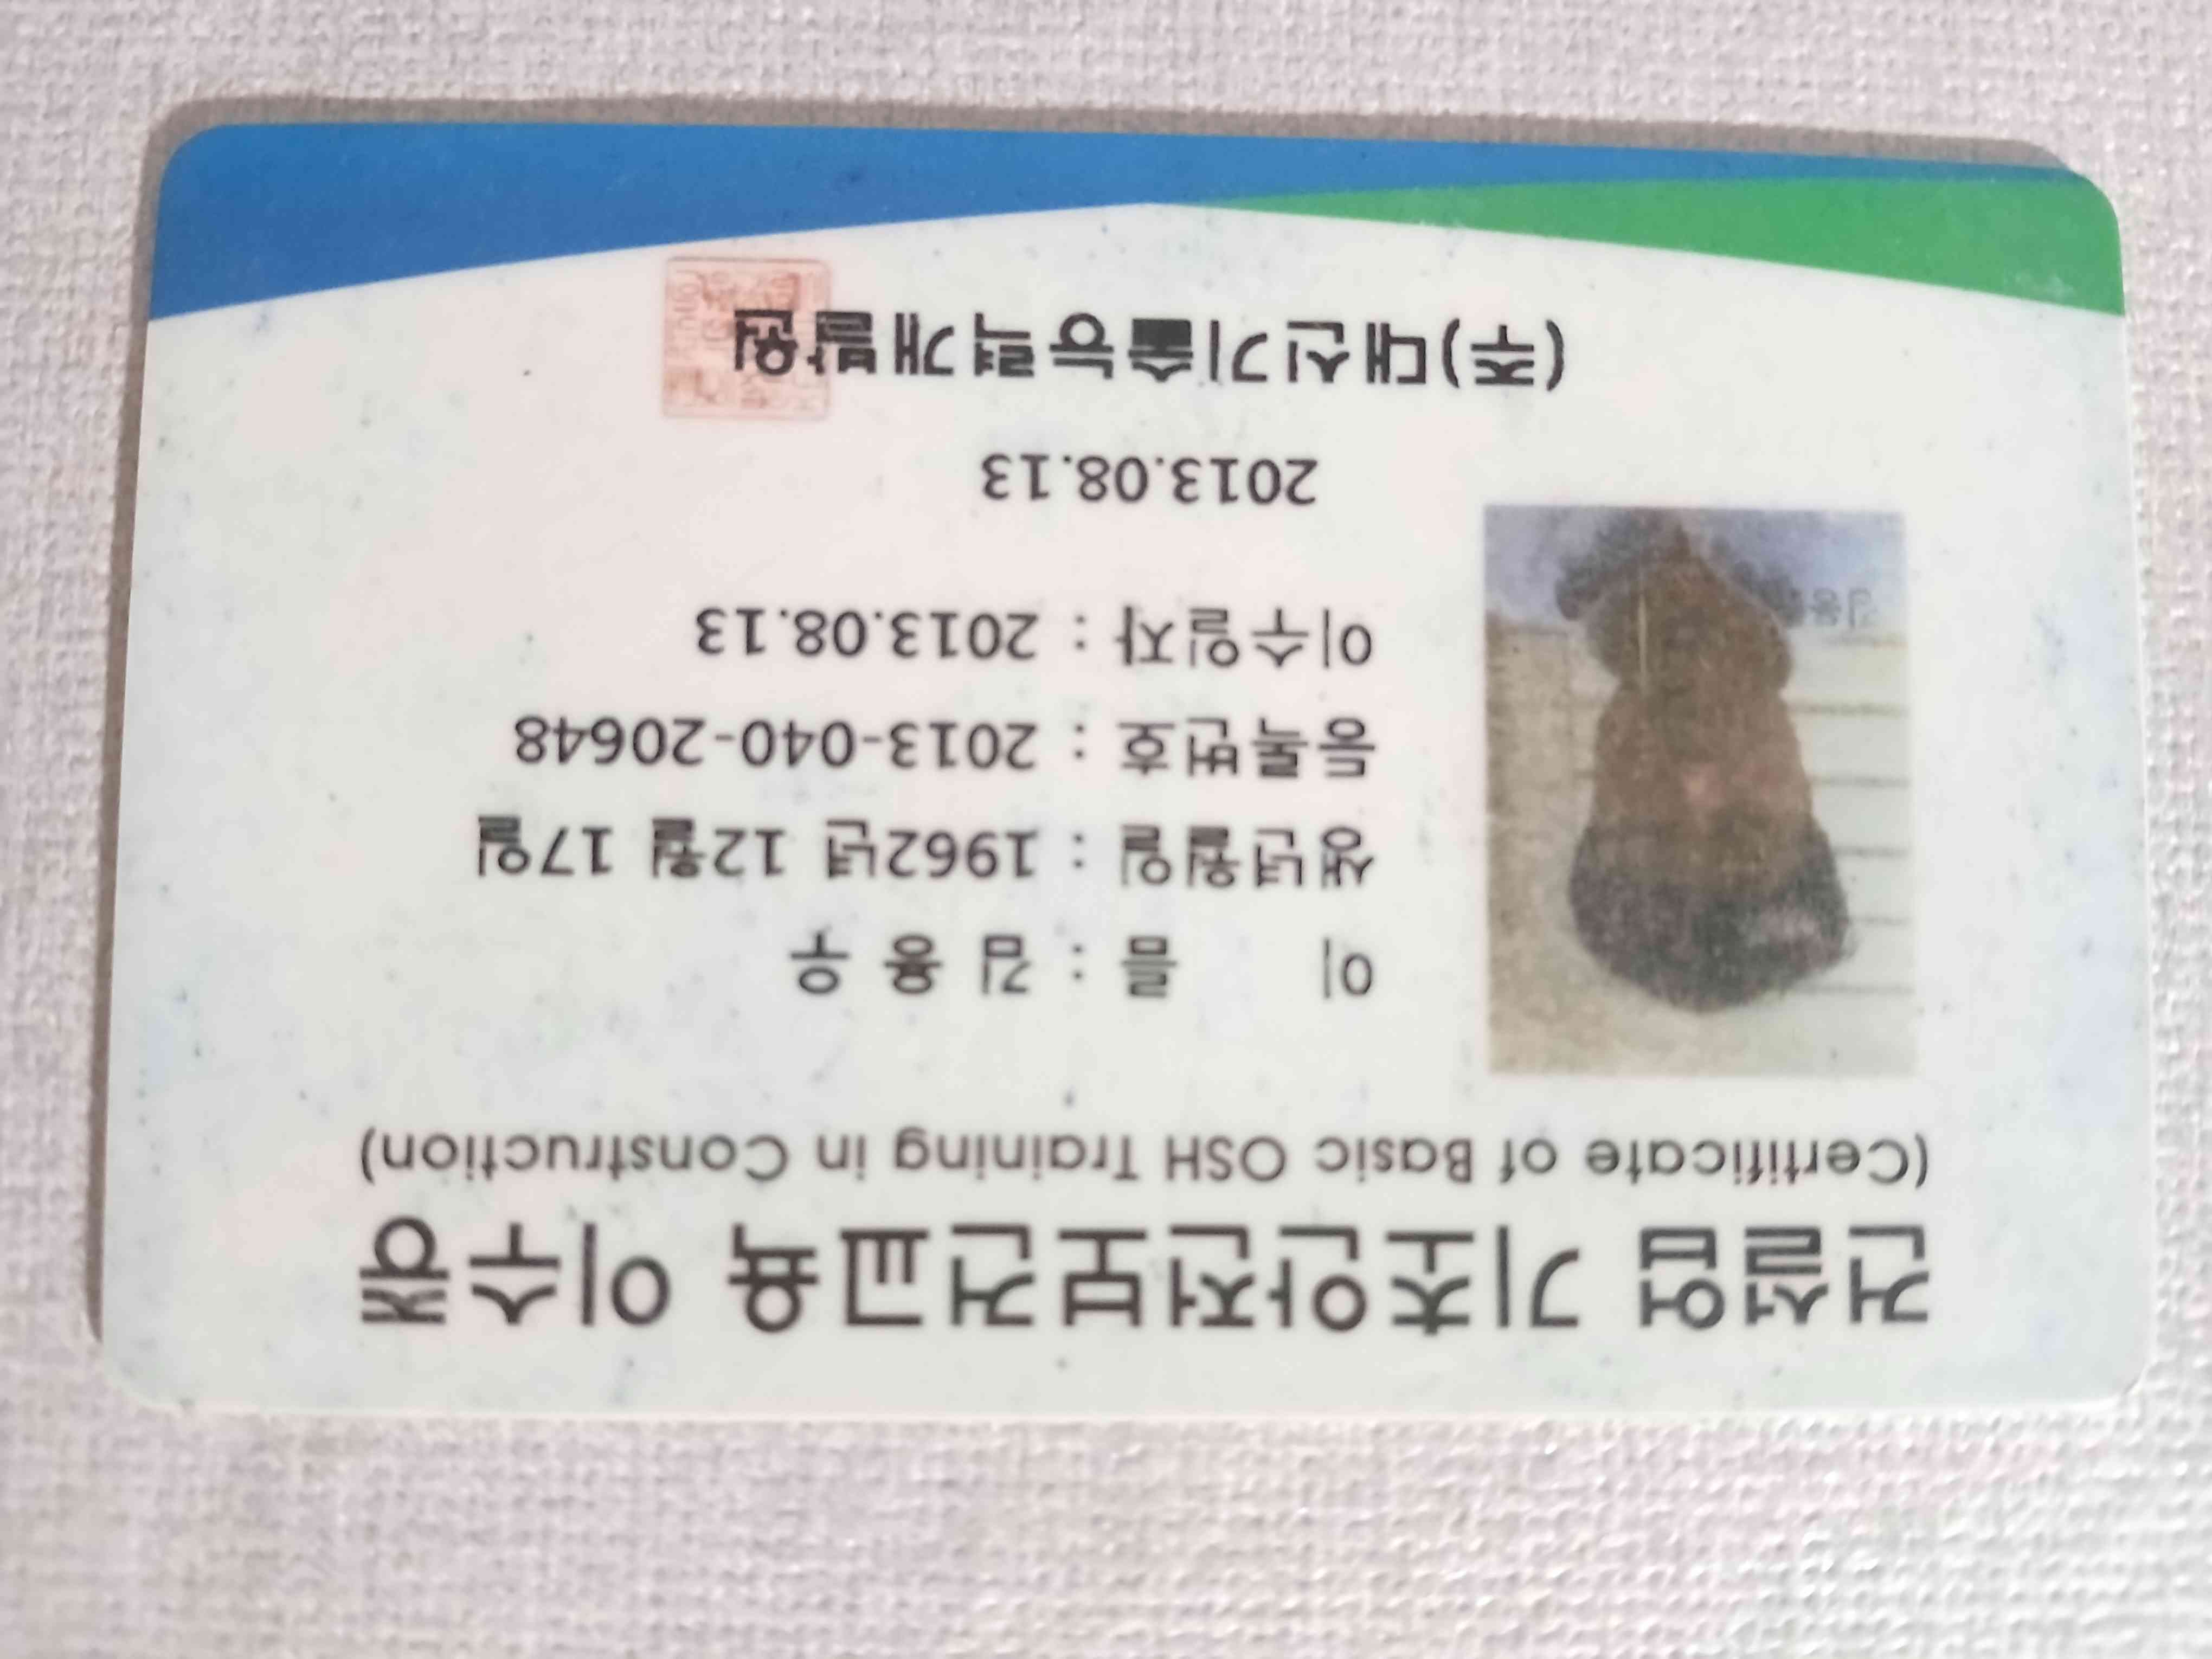 건설업 기초안전보건교육 이수증
(Certificate of Basic OSH Training in Construction)
이 름 : 김 용 우
생년월일 : 1962년 12월 17일
등록번호 : 2013-040-20648
이수일자 : 2013.08.13
2013.08.13
(주)대신기술능력개발원